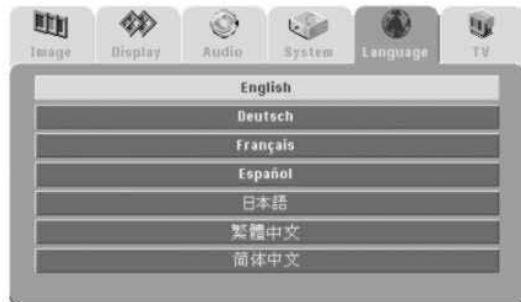 Image Display Audio System Language TV
English
Deutsch
Français
Español
日本語
繁體中文
简体中文